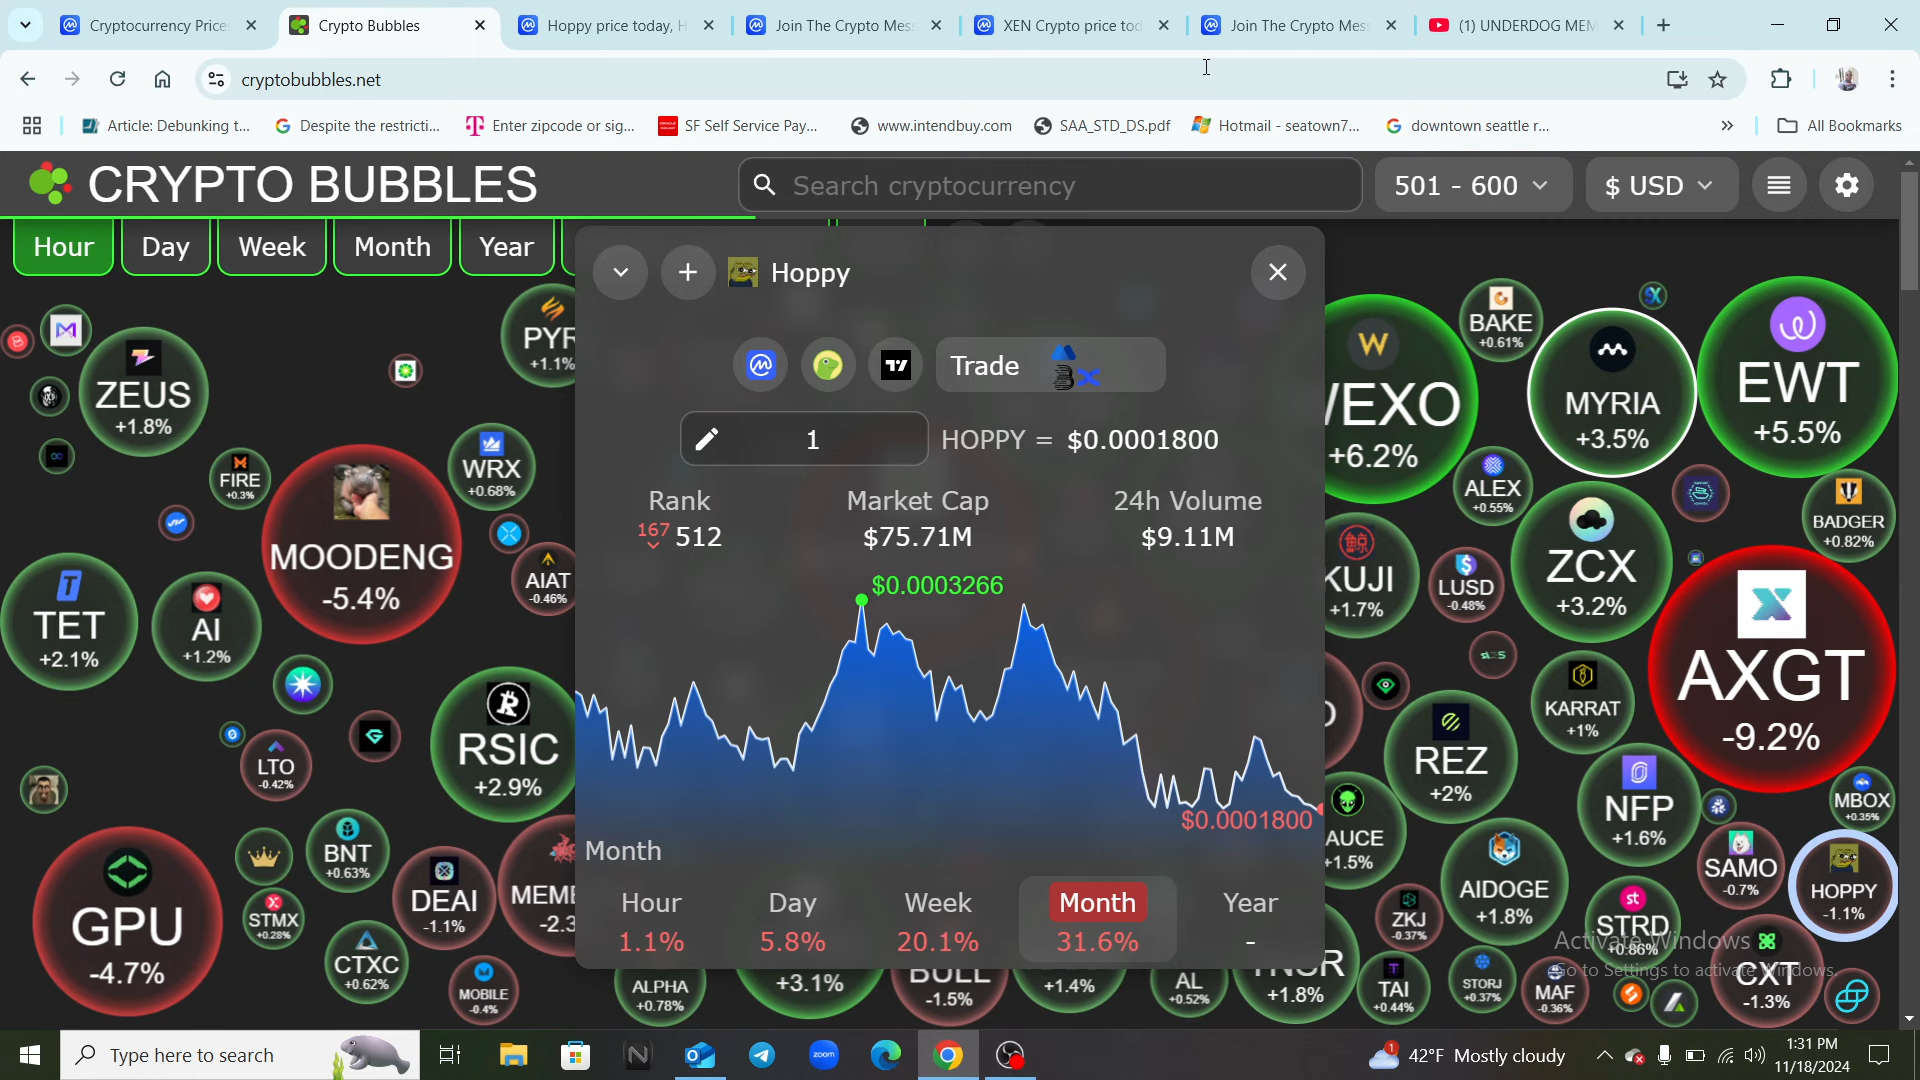 Cryptocurrency Price
Crypto Bubbles
Hoppy price today, H
Join The Crypto Mes
XEN Crypto price tod
Join The Crypto Mes
(1) UNDERDOG MEM
cryptobubbles.net
Article: Debunking t...
Despite the restricti...
Enter zipcode or sig...
SF Self Service Pay...
www.intendbuy.com
SAA_STD_DS.pdf
Hotmail - seatown7...
downtown seattle r...
All Bookmarks
CRYPTO BUBBLES
Search cryptocurrency
501 - 600
$ USD
Hour
Day
Week
Month
Year
Hoppy
Trade
1
HOPPY = $0.0001800
Rank
Market Cap
24h Volume
167 512
$75.71M
$9.11M
$0.0003266
$0.0001800
Month
Hour
Day
Week
Month
Year
1.1%
5.8%
20.1%
31.6%
-
ZEUS
+1.8%
PYR
+1.1%
FIRE
+0.3%
WRX
+0.68%
MOODENG
-5.4%
AIAT
-0.46%
TET
+2.1%
AI
+1.2%
RSIC
+2.9%
LTO
-0.42%
BNT
+0.63%
GPU
-4.7%
STMX
+0.28%
DEAI
-1.1%
MEME
-2.3
CTXC
+0.62%
MOBILE
-0.4%
ALPHA
+0.78%
+3.1%
BULL
-1.5%
+1.4%
AL
+0.52%
+1.8%
WEXO
+6.2%
BAKE
+0.61%
MYRIA
+3.5%
EWT
+5.5%
ALEX
+0.55%
BADGER
+0.82%
KUJI
+1.7%
LUSD
-0.48%
ZCX
+3.2%
AXGT
-9.2%
KARRAT
+1%
REZ
+2%
NFP
+1.6%
MBOX
+0.35%
AUCE
+1.5%
SAMO
-0.7%
HOPPY
-1.1%
AIDOGE
+1.8%
ZKJ
-0.37%
STRD
+0.86%
TAI
+0.44%
STORJ
+0.37%
MAF
-0.36%
CXT
-1.3%
Activate Windows
Go to Settings to activate Windows.
Type here to search
zoom
1
42°F Mostly cloudy
1:31 PM
11/18/2024